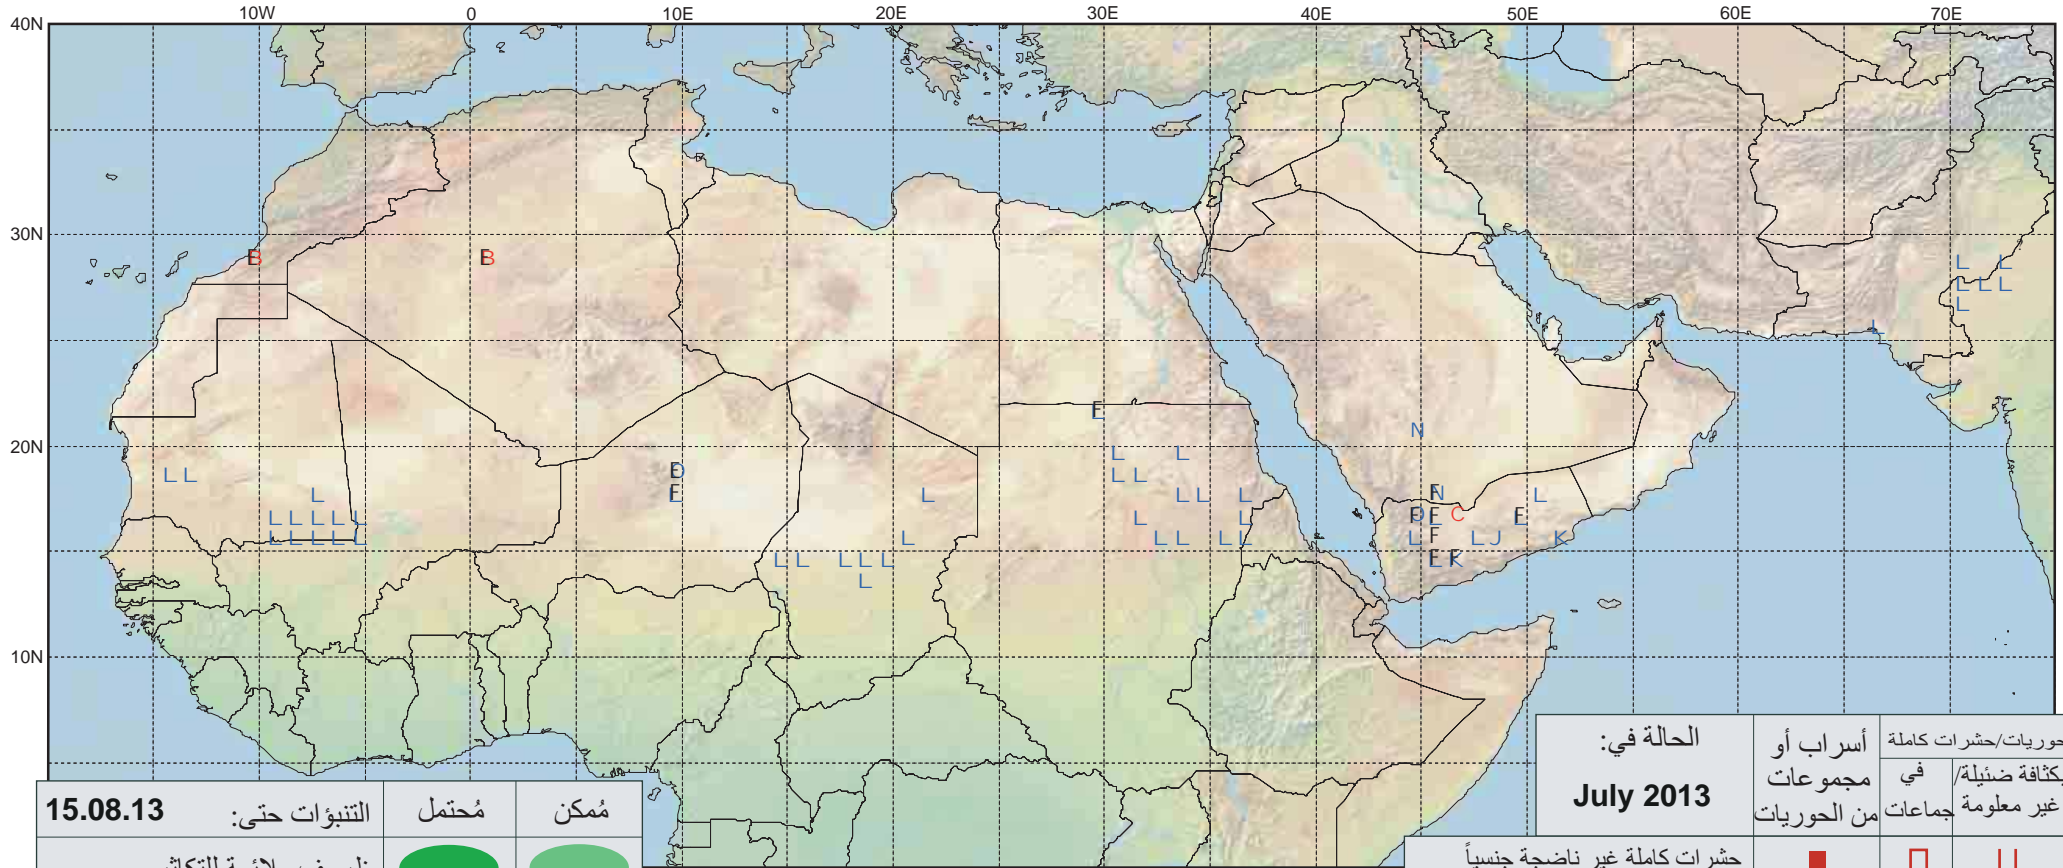 10W 0 10E 20E 30E 40E 50E 60E 70E
40N
30N
20N
10N
B B
L L
L L L L
L L
E
L
N
E D
E
L L
L L
L L
L L L L
L
L L L L L
L L L L L
L
L
L L
L L L
L
L L
L L
L
L
E N
E D E C E
L
L L J K
F
E K
التنبؤات حتى: 15.08.13
مُحتمل
مُمكن
الحالة في:
July 2013
أسراب أو
مجموعات
من الحوريات
حوريات/حشرات كاملة
في
جماعات
بكثافة ضئيلة/
غير معلومة
حشرات كاملة غير ناضجة جنسياً